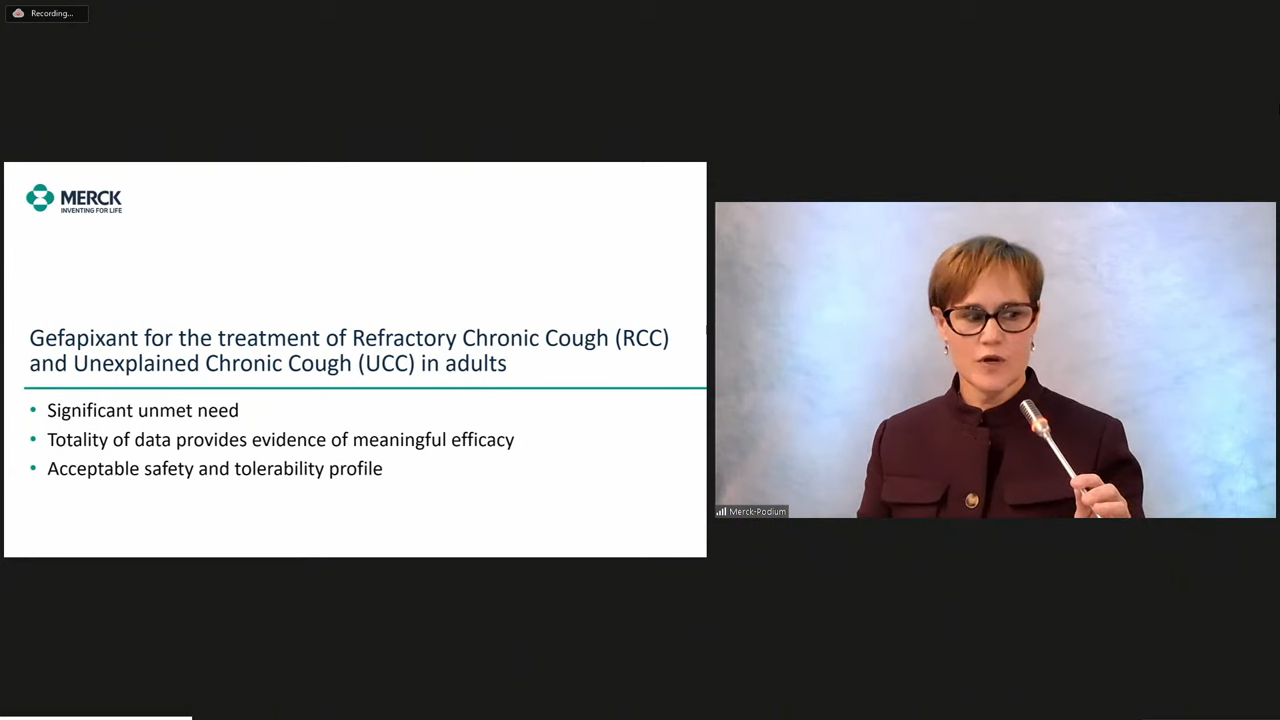 Recording...
MERCK
INVENTING FOR LIFE
Gefapixant for the treatment of Refractory Chronic Cough (RCC)
and Unexplained Chronic Cough (UCC) in adults
• Significant unmet need
• Totality of data provides evidence of meaningful efficacy
• Acceptable safety and tolerability profile
Merck-Podium